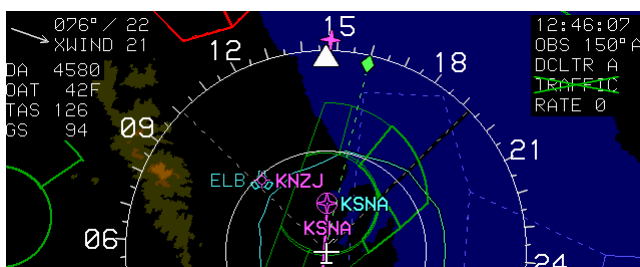 076° / 22
XWIND 21
DA 4580
OAT 42F
TAS 126
GS 94
12:46:07
OBS 150°A
DCLTR A
TRAFFIC
RATE 0
15
12
18
09
21
ELB
KNZJ
KSNA
KSNA
06
24